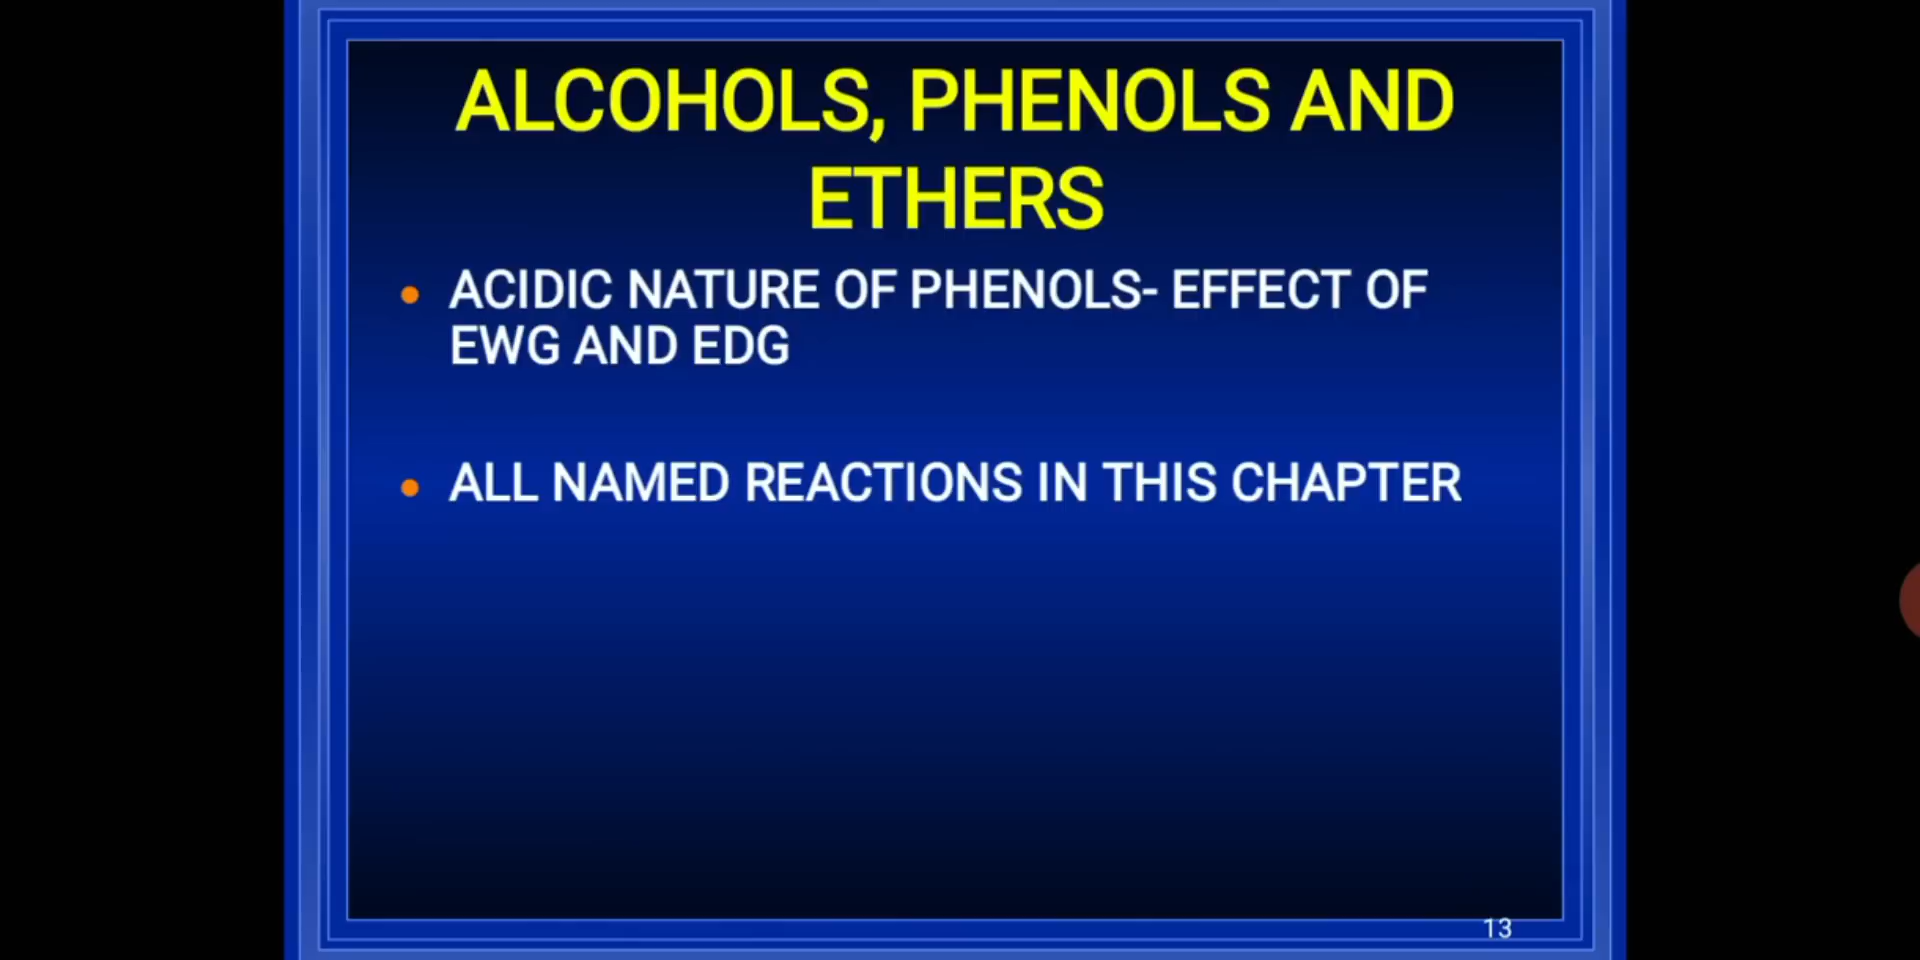 ALCOHOLS, PHENOLS AND
ETHERS
• ACIDIC NATURE OF PHENOLS- EFFECT OF
EWG AND EDG
• ALL NAMED REACTIONS IN THIS CHAPTER
13